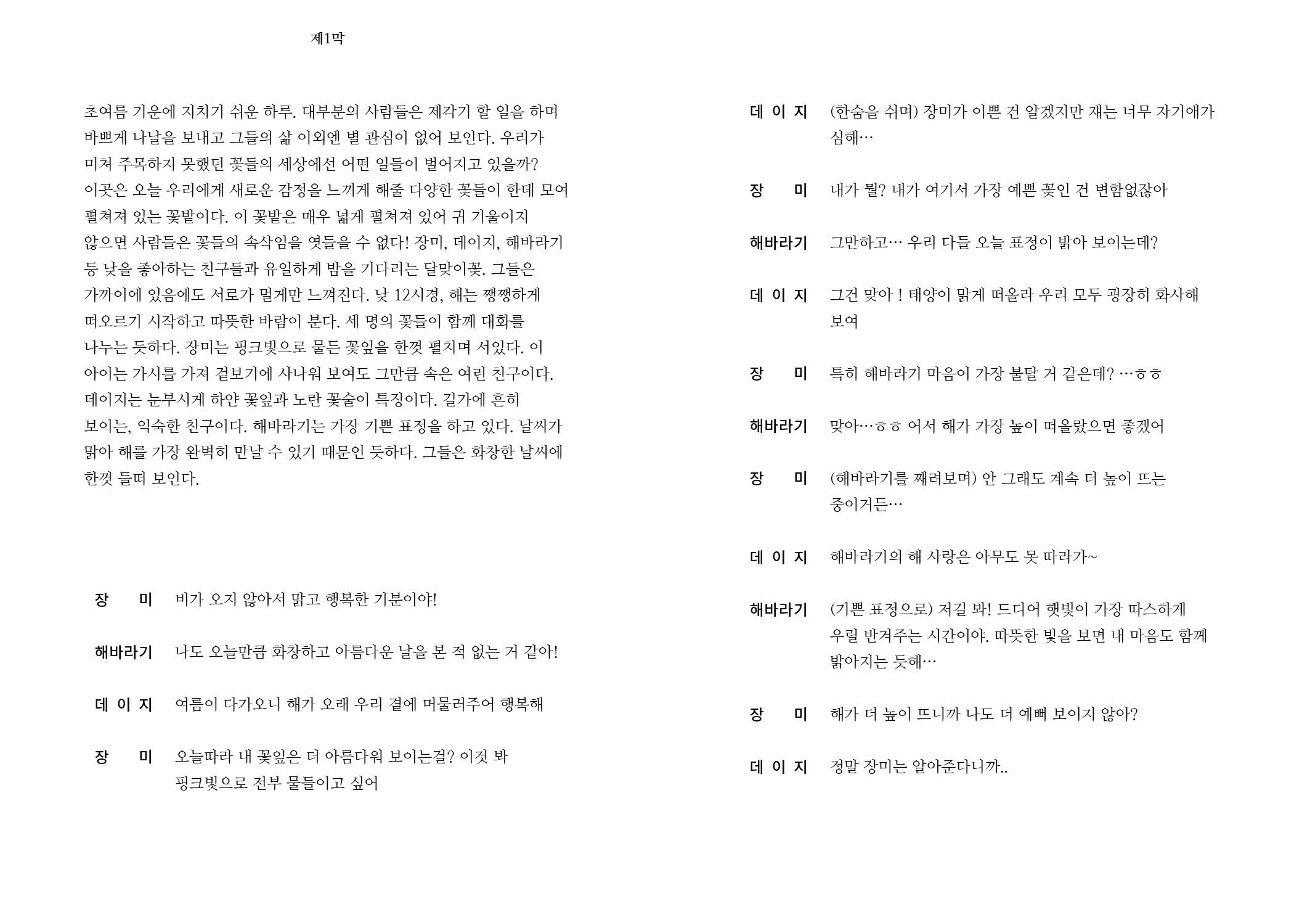 제1막
초여름 기운에 지치기 쉬운 하루. 대부분의 사람들은 제각기 할 일을 하며
바쁘게 나날을 보내고 그들의 삶 이외엔 별 관심이 없어 보인다. 우리가
미쳐 주목하지 못했던 꽃들의 세상에선 어떤 일들이 벌어지고 있을까?
이곳은 오늘 우리에게 새로운 감정을 느끼게 해줄 다양한 꽃들이 한데 모여
펼쳐져 있는 꽃밭이다. 이 꽃밭은 매우 넓게 펼쳐져 있어 귀 기울이지
않으면 사람들은 꽃들의 속삭임을 엿들을 수 없다! 장미, 데이지, 해바라기
등 낮을 좋아하는 친구들과 유일하게 밤을 기다리는 달맞이꽃. 그들은
가까이에 있음에도 서로가 멀게만 느껴진다. 낮 12시경, 해는 쨍쨍하게
떠오르기 시작하고 따뜻한 바람이 분다. 세 명의 꽃들이 함께 대화를
나누는 듯하다. 장미는 핑크빛으로 물든 꽃잎을 한껏 펼치며 서있다. 이
아이는 가시를 가져 겉보기에 사나워 보여도 그만큼 속은 여린 친구이다.
데이지는 눈부시게 하얀 꽃잎과 노란 꽃술이 특징이다. 길가에 흔히
보이는, 익숙한 친구이다. 해바라기는 가장 기쁜 표정을 하고 있다. 날씨가
맑아 해를 가장 완벽히 만날 수 있기 때문인 듯하다. 그들은 화창한 날씨에
한껏 들떠 보인다.
장 미 비가 오지 않아서 맑고 행복한 기분이야!
해바라기 나도 오늘만큼 화창하고 아름다운 날을 본 적 없는 거 같아!
데 이 지 여름이 다가오니 해가 오래 우리 곁에 머물러주어 행복해
장 미 오늘따라 내 꽃잎은 더 아름다워 보이는걸? 이것 봐
핑크빛으로 전부 물들이고 싶어
데 이 지 (한숨을 쉬며) 장미가 이쁜 건 알겠지만 쟤는 너무 자기애가
심해…
장 미 내가 뭘? 내가 여기서 가장 예쁜 꽃인 건 변함없잖아
해바라기 그만하고… 우리 다들 오늘 표정이 밝아 보이는데?
데 이 지 그건 맞아 ! 태양이 맑게 떠올라 우리 모두 굉장히 화사해
보여
장 미 특히 해바라기 마음이 가장 불탈 거 같은데? …ㅎㅎ
해바라기 맞아…ㅎㅎ 어서 해가 가장 높이 떠올랐으면 좋겠어
장 미 (해바라기를 째려보며) 안 그래도 계속 더 높이 뜨는
중이거든…
데 이 지 해바라기의 해 사랑은 아무도 못 따라가~
해바라기 (기쁜 표정으로) 저길 봐! 드디어 햇빛이 가장 따스하게
우릴 반겨주는 시간이야. 따뜻한 빛을 보면 내 마음도 함께
밝아지는 듯해…
장 미 해가 더 높이 뜨니까 나도 더 예뻐 보이지 않아?
데 이 지 정말 장미는 알아준다니까..